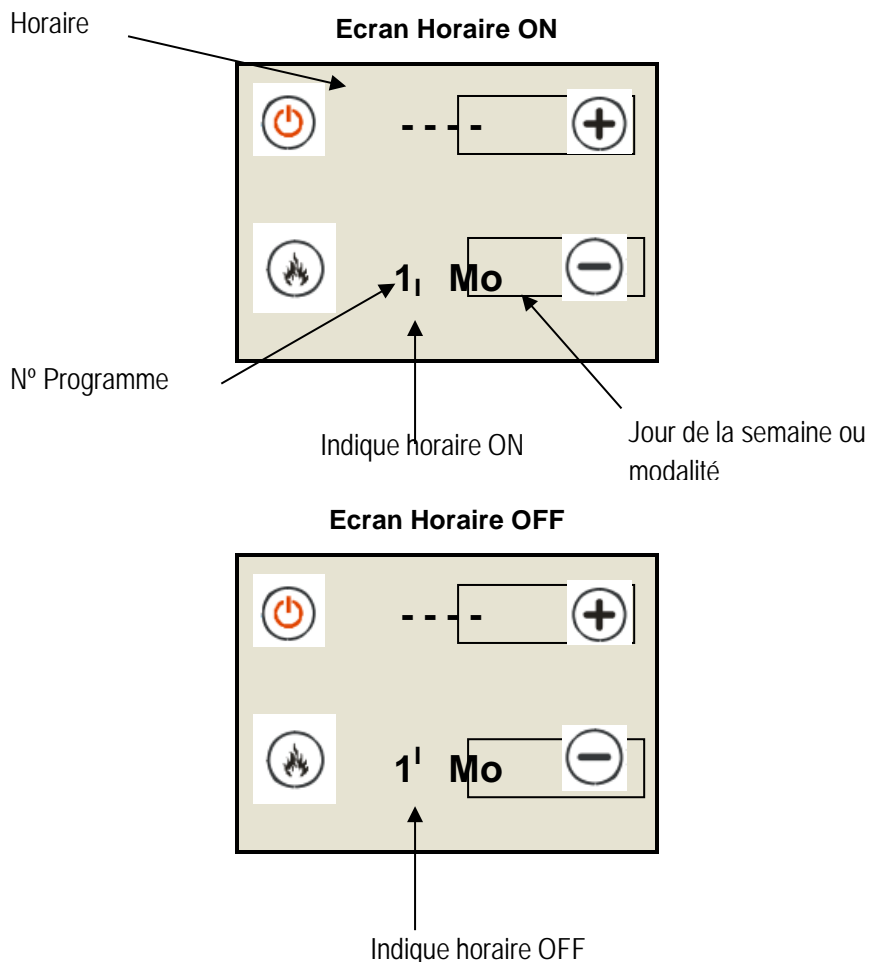 Horaire
Ecran Horaire ON
- - - -
1I Mo
Nº Programme
Indique horaire ON
Jour de la semaine ou
modalité
Ecran Horaire OFF
- - - -
1I Mo
Indique horaire OFF